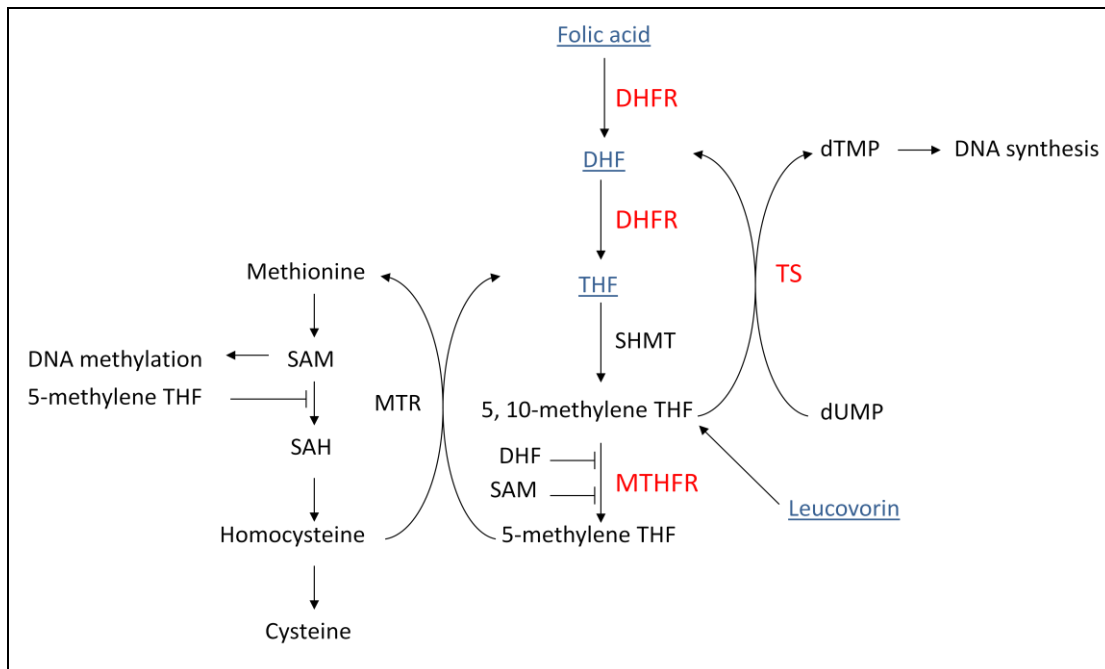 Folic acid
DHFR
DHF
dTMP
DNA synthesis
DHFR
Methionine
THF
TS
SHMT
DNA methylation
SAM
5-methylene THF
MTR
5, 10-methylene THF
dUMP
SAH
DHF
SAM
MTHFR
Leucovorin
Homocysteine
5-methylene THF
Cysteine